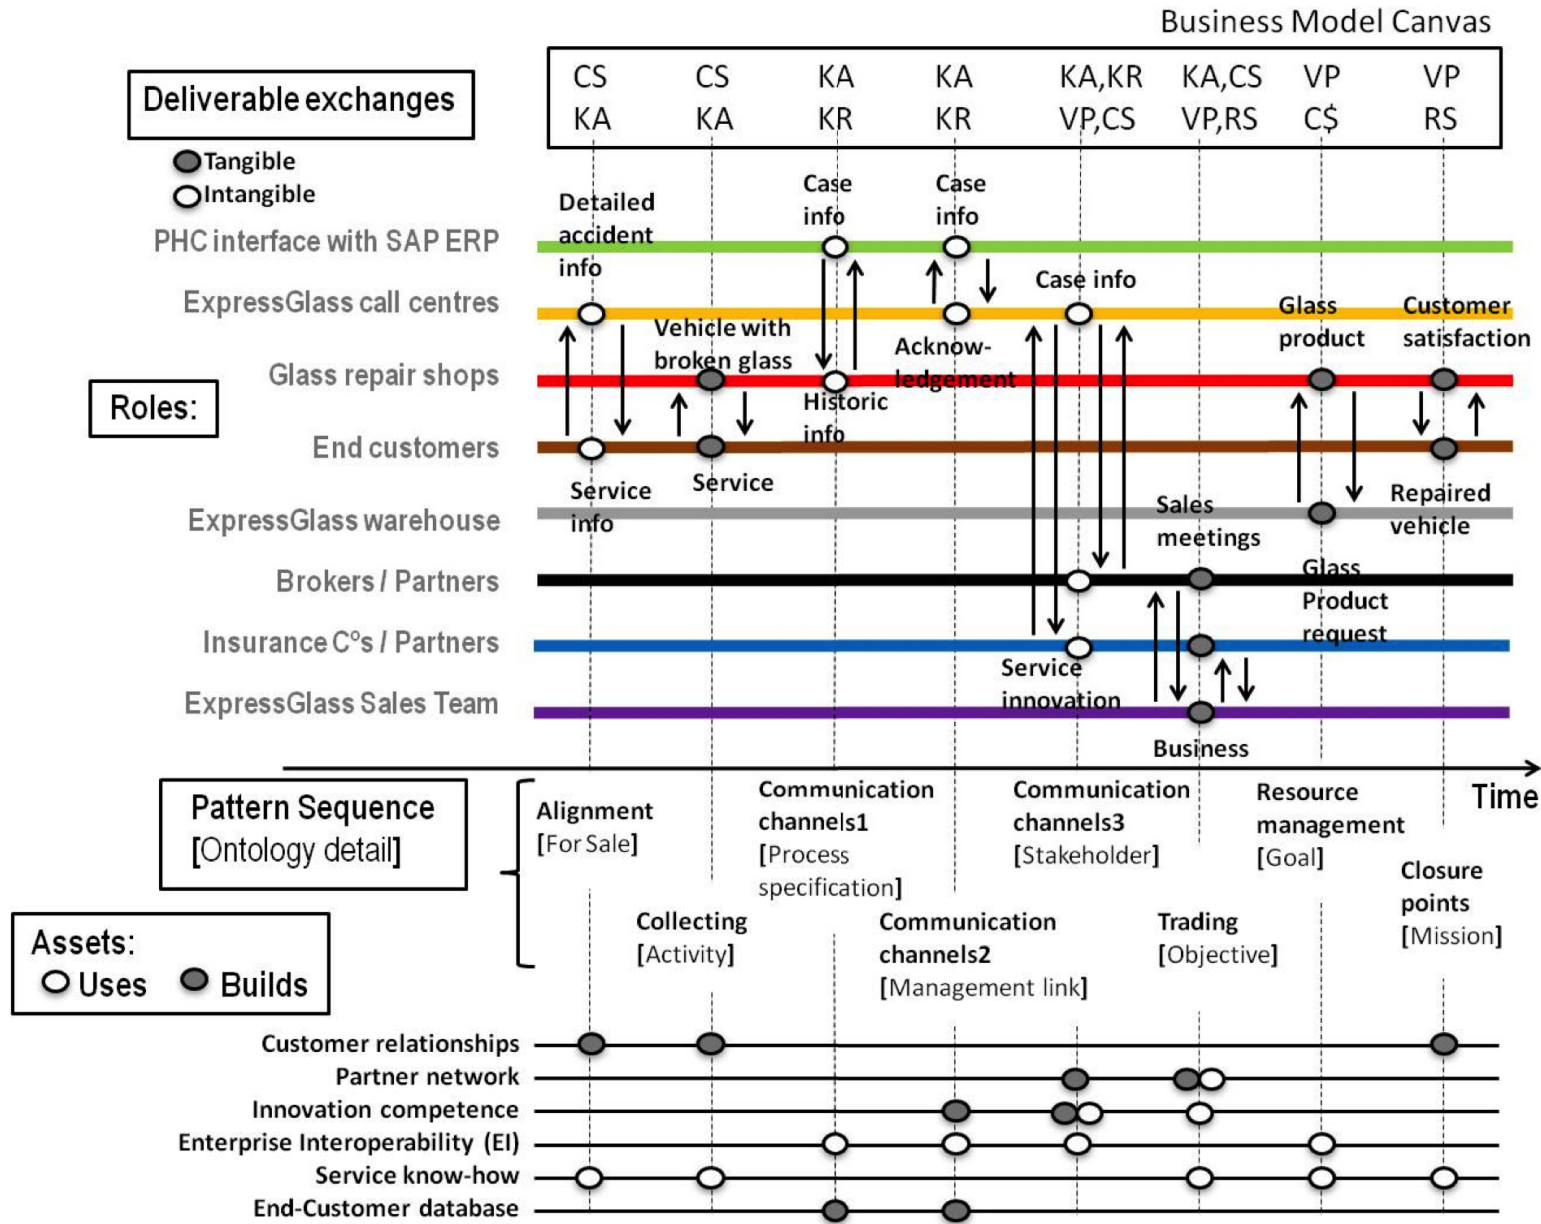 Business Model Canvas
CS CS KA KA KA,KR KA,CS VP VP
KA KA KR KR VP,CS VP,RS C$ RS
Deliverable exchanges
Tangible
Intangible
Detailed
accident
info
Case
info
Case
info
PHC interface with SAP ERP
ExpressGlass call centres
Case info
Glass
product
Customer
satisfaction
Vehicle with
broken glass
Acknow-
ledgement
Glass repair shops
Roles:
Historic
info
End customers
Service
info
Service
ExpressGlass warehouse
Sales
meetings
Repaired
vehicle
Brokers / Partners
Glass
Product
request
Insurance Cºs / Partners
Service
innovation
ExpressGlass Sales Team
Business
Time
Pattern Sequence
[Ontology detail]
Alignment
[For Sale]
Communication
channels1
[Process
specification]
Communication
channels3
[Stakeholder]
Resource
management
[Goal]
Closure
points
[Mission]
Collecting
[Activity]
Communication
channels2
[Management link]
Trading
[Objective]
Assets:
Uses Builds
Customer relationships
Partner network
Innovation competence
Enterprise Interoperability (EI)
Service know-how
End-Customer database